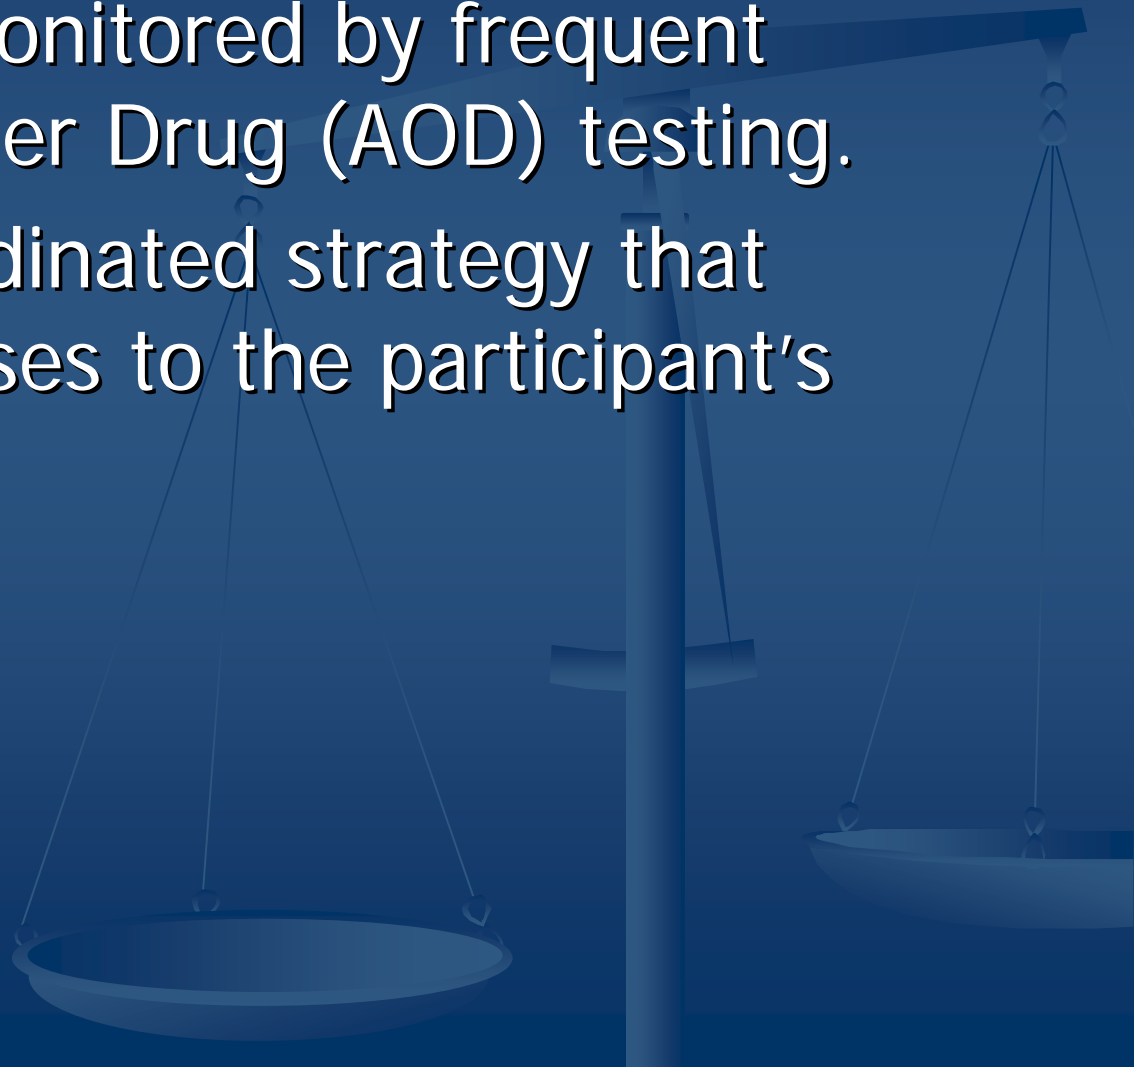 onitored by frequent
er Drug (AOD) testing.
dinated strategy that
ses to the participant’s